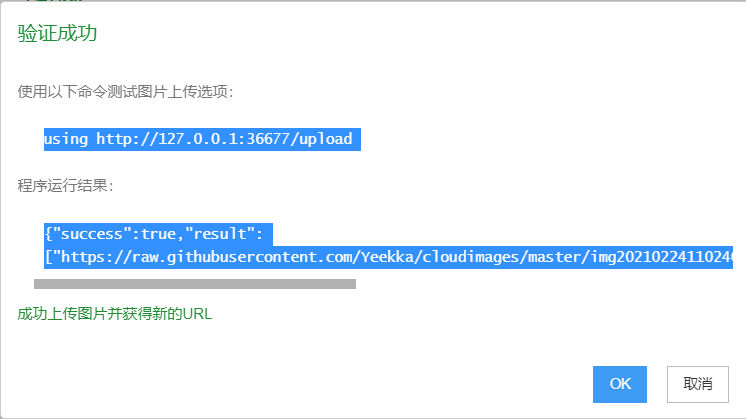 验证成功
使用以下命令测试图片上传选项：
using http://127.0.0.1:36677/upload
程序运行结果：
{"success":true,"result":
["https://raw.githubusercontent.com/Yeekka/cloudimages/master/img2021022411024
成功上传图片并获得新的URL
OK
取消